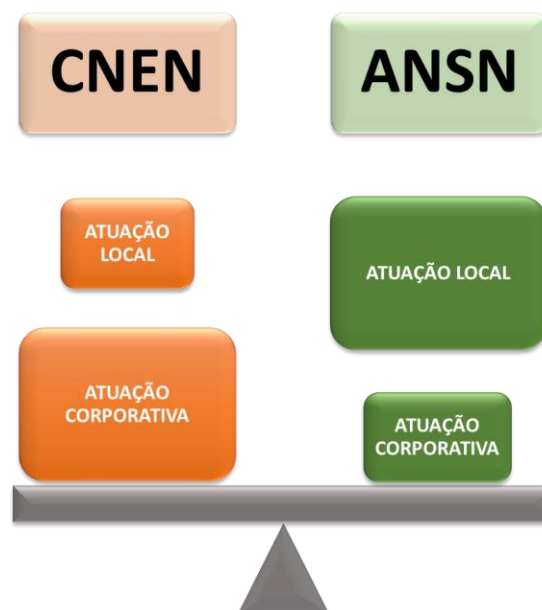 CNEN
ANSN
ATUAÇÃO
LOCAL
ATUAÇÃO LOCAL
ATUAÇÃO
CORPORATIVA
ATUAÇÃO
CORPORATIVA